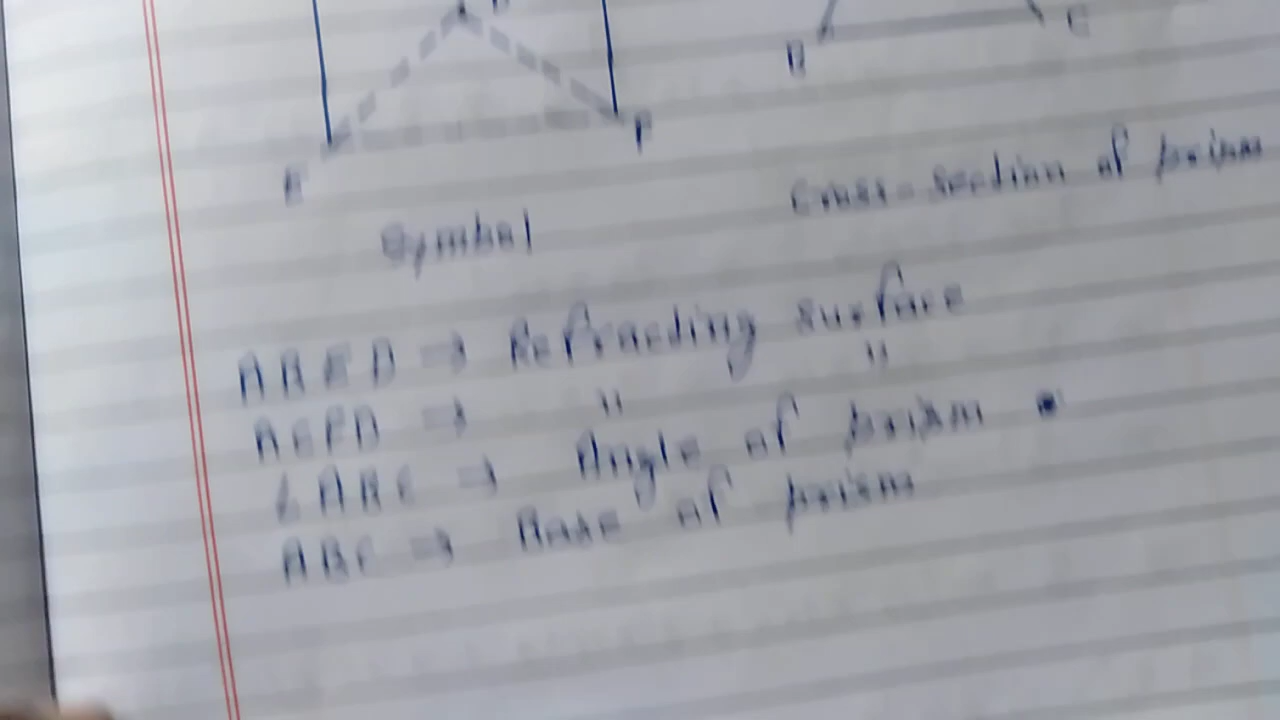 B
C
E
F
Cross-section of prism
Symbol
ABED → Refracting surface
ACFD → " "
∠ABC → Angle of prism
ABC → Base of prism